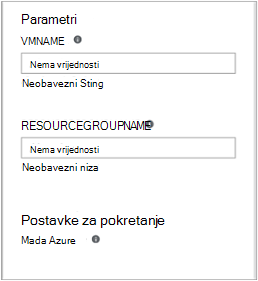 Parametri
VMNAME
Nema vrijednosti
Neobavezni Sting
RESOURCEGROUPNAME
Nema vrijednosti
Neobavezni niza
Postavke za pokretanje
Mada Azure